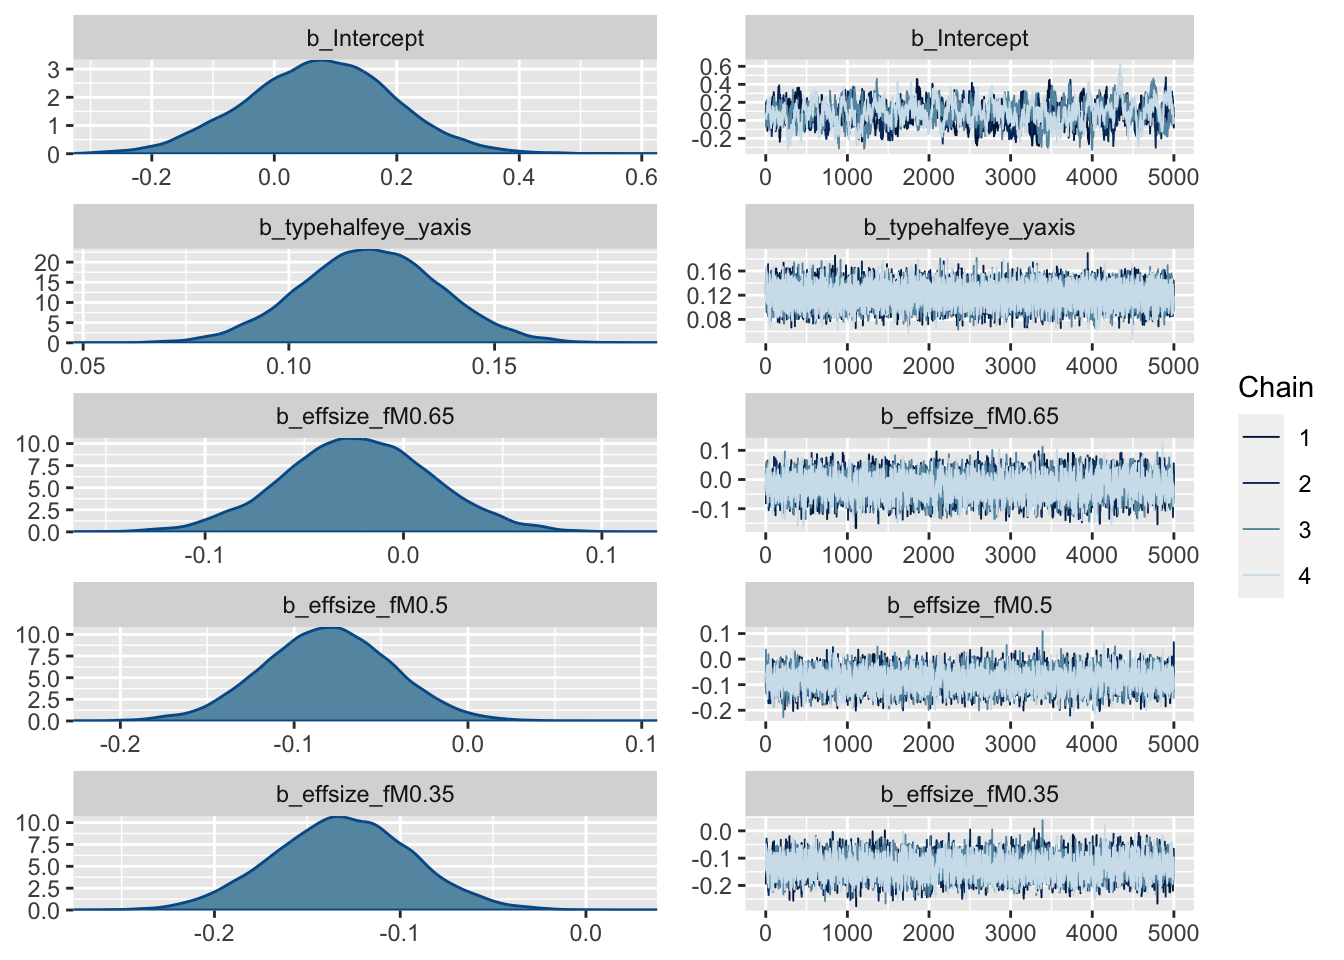 b_Intercept b_Intercept
3 0.6
2 0.4
1 0.2
0 0.0
-0.2
-0.2 0.0 0.2 0.4 0.6 0 1000 2000 3000 4000 5000
b_typehalfeye_yaxis b_typehalfeye_yaxis
20 0.16
15 0.12
10 0.08
5
0
0.05 0.10 0.15 0 1000 2000 3000 4000 5000
b_effsize_fM0.65 b_effsize_fM0.65
10.0 0.1
7.5 0.0
5.0 -0.1
2.5
0.0
-0.1 0.0 0.1 0 1000 2000 3000 4000 5000
b_effsize_fM0.5 b_effsize_fM0.5
10.0 0.1
7.5 0.0
5.0 -0.1
2.5 -0.2
0.0
-0.2 -0.1 0.0 0.1 0 1000 2000 3000 4000 5000
b_effsize_fM0.35 b_effsize_fM0.35
10.0 0.0
7.5 -0.1
5.0 -0.2
2.5
0.0
-0.2 -0.1 0.0 0 1000 2000 3000 4000 5000
Chain
1
2
3
4